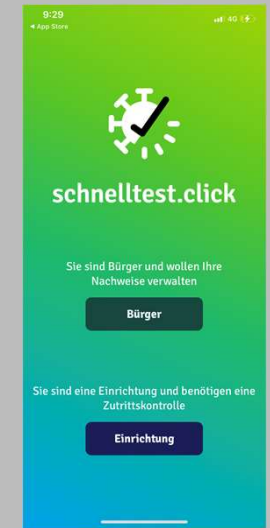 9:29
4G
◄ App Store
schnelltest.click
Sie sind Bürger und wollen Ihre
Nachweise verwalten
Bürger
Sie sind eine Einrichtung und benötigen eine
Zutrittskontrolle
Einrichtung